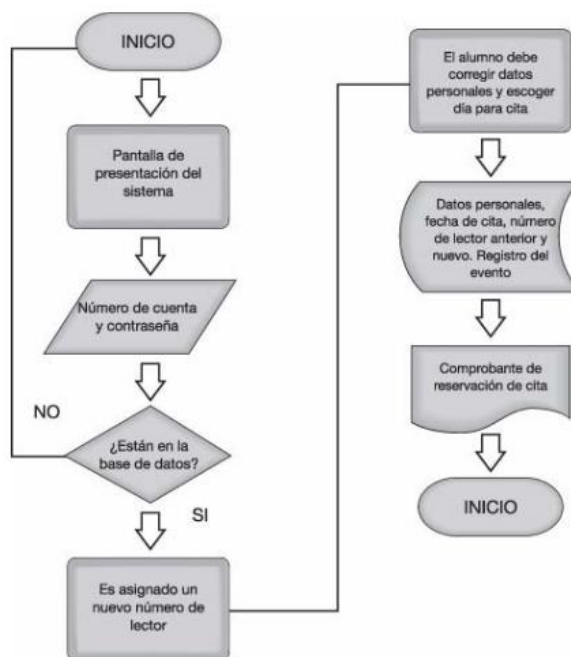 INICIO
Pantalla de
presentación del
sistema
Número de cuenta
y contraseña
NO
¿Están en la
base de datos?
SI
Es asignado un
nuevo número de
lector
El alumno debe
corregir datos
personales y escoger
día para cita
Datos personales,
fecha de cita, número
de lector anterior y
nuevo. Registro del
evento
Comprobante de
reservación de cita
INICIO